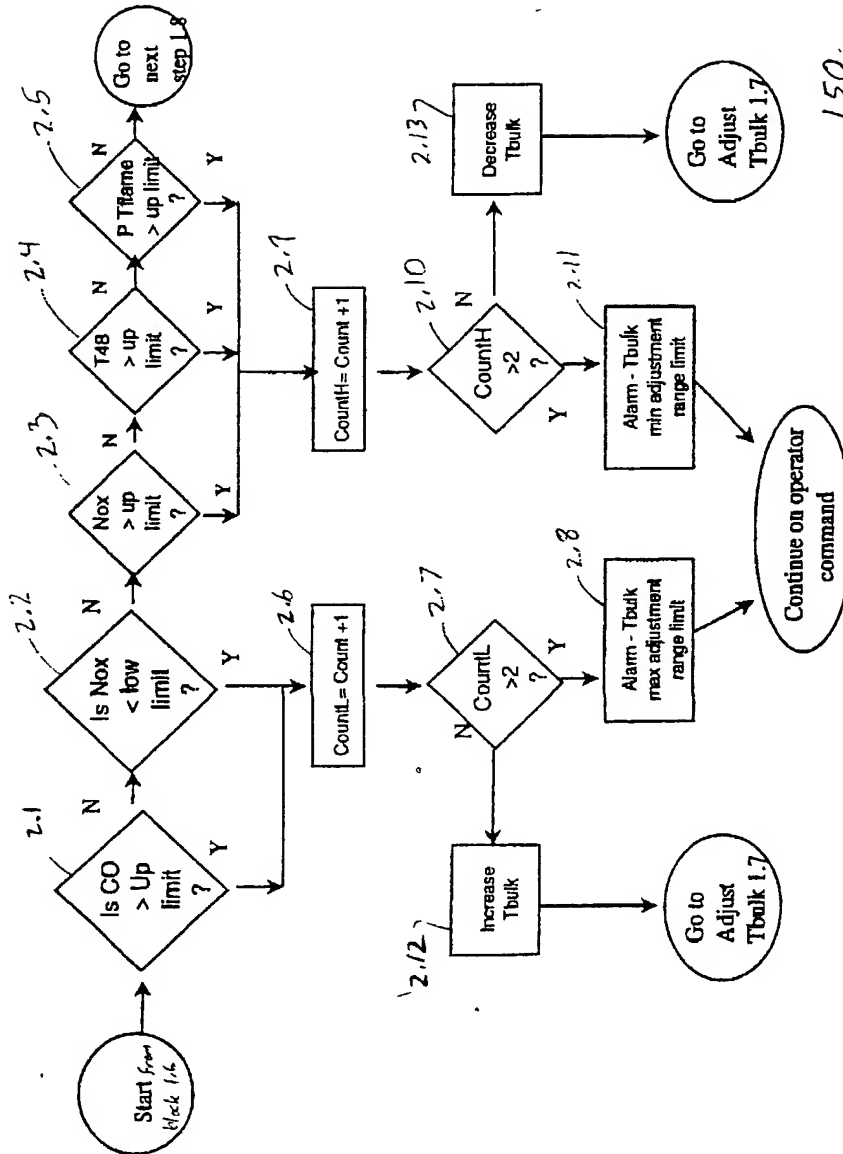 Start from
block 1.6
2.1
Is CO
> Up
limit
?
N
Y
2.2
Is Nox
< low
limit
?
N
Y
2.3
Nox
> up
limit
?
N
Y
2.4
T48
> up
limit
?
N
Y
2.5
P Tflame
> up limit
?
N
Y
Go to
next
step 1.8
2.6
CountL= Count +1
2.7
CountH= Count +1
2.7
CountL
>2
?
N
Y
2.10
CountH
>2
?
N
Y
2.12
Increase
Tbulk
2.8
Alarm - Tbulk
max adjustment
range limit
2.11
Alarm - Tbulk
min adjustment
range limit
2.13
Decrease
Tbulk
Go to
Adjust
Tbulk 1.7
Continue on operator
command
Go to
Adjust
Tbulk 1.7
150